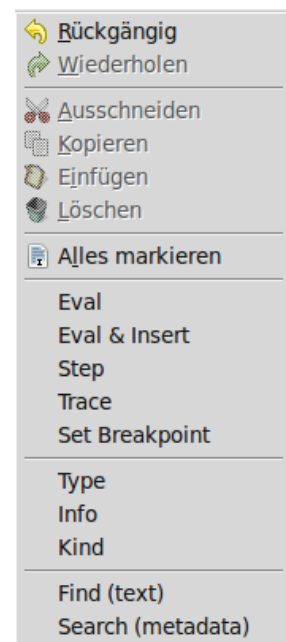 Rückgängig
Wiederholen
Ausschneiden
Kopieren
Einfügen
Löschen
Alles markieren
Eval
Eval & Insert
Step
Trace
Set Breakpoint
Type
Info
Kind
Find (text)
Search (metadata)